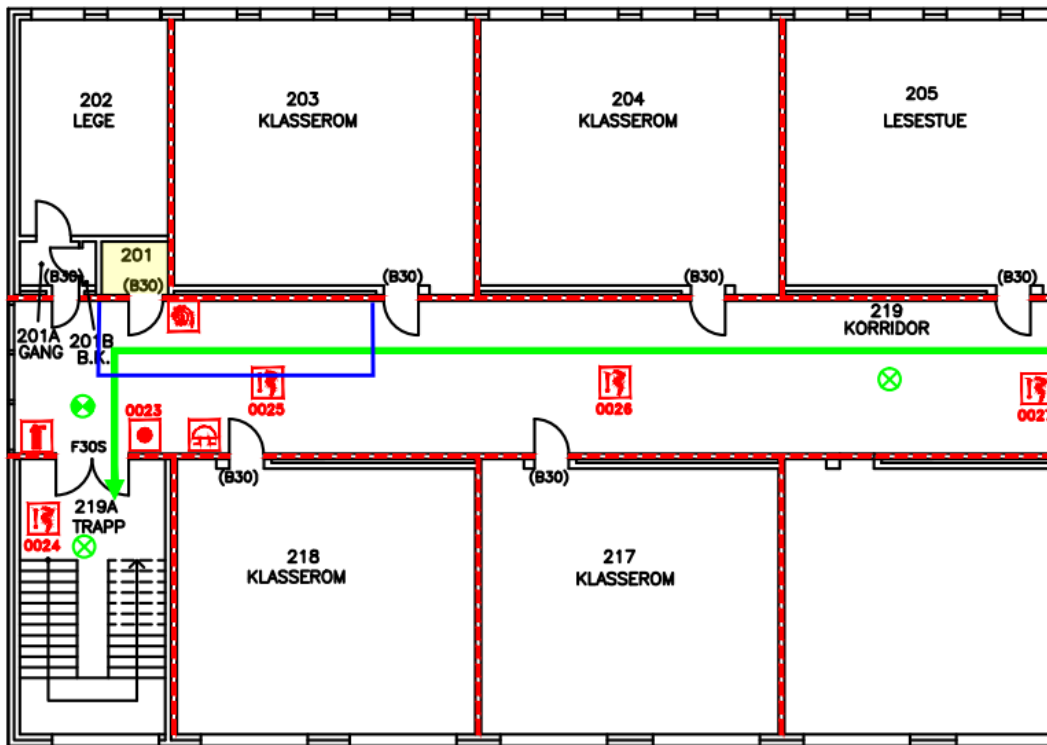 202
LEGE
203
KLASSEROM
204
KLASSEROM
205
LESESTUE
201
(B30)
(B30)
(B30)
(B30)
(B30)
201A
GANG
201B
B.K.
219
KORRIDOR
0025
0026
0027
0023
F30S
(B30)
(B30)
219A
TRAPP
0024
218
KLASSEROM
217
KLASSEROM